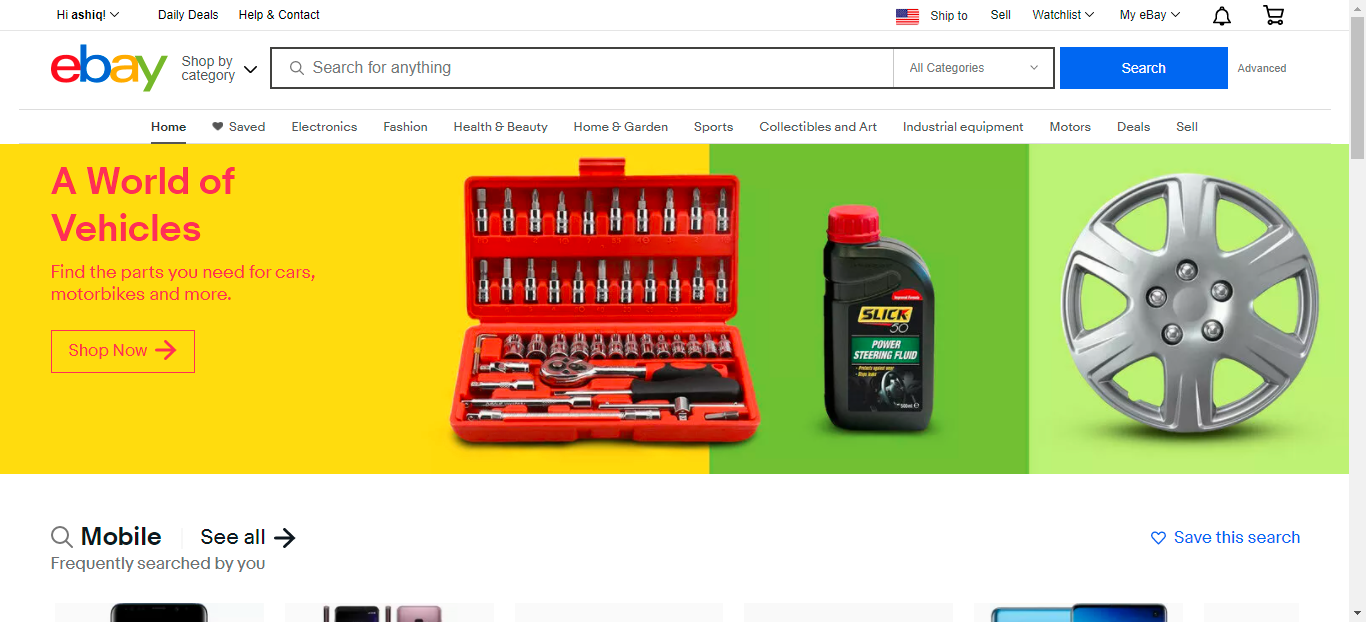 Hi ashiq!
Daily Deals
Help & Contact
Ship to
Sell
Watchlist
My eBay
ebay
Shop by
category
Search for anything
All Categories
Search
Advanced
Home
Saved
Electronics
Fashion
Health & Beauty
Home & Garden
Sports
Collectibles and Art
Industrial equipment
Motors
Deals
Sell
A World of
Vehicles
Find the parts you need for cars,
motorbikes and more.
Shop Now
SLICK
50
POWER
STEERING FLUID
500ml
Mobile
See all
Save this search
Frequently searched by you